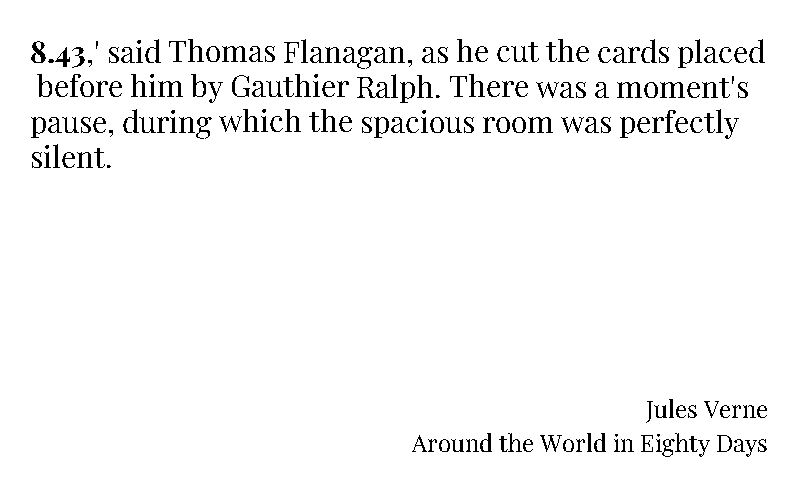 8.43,' said Thomas Flanagan, as he cut the cards placed
before him by Gauthier Ralph. There was a moment's
pause, during which the spacious room was perfectly
silent.
Jules Verne
Around the World in Eighty Days